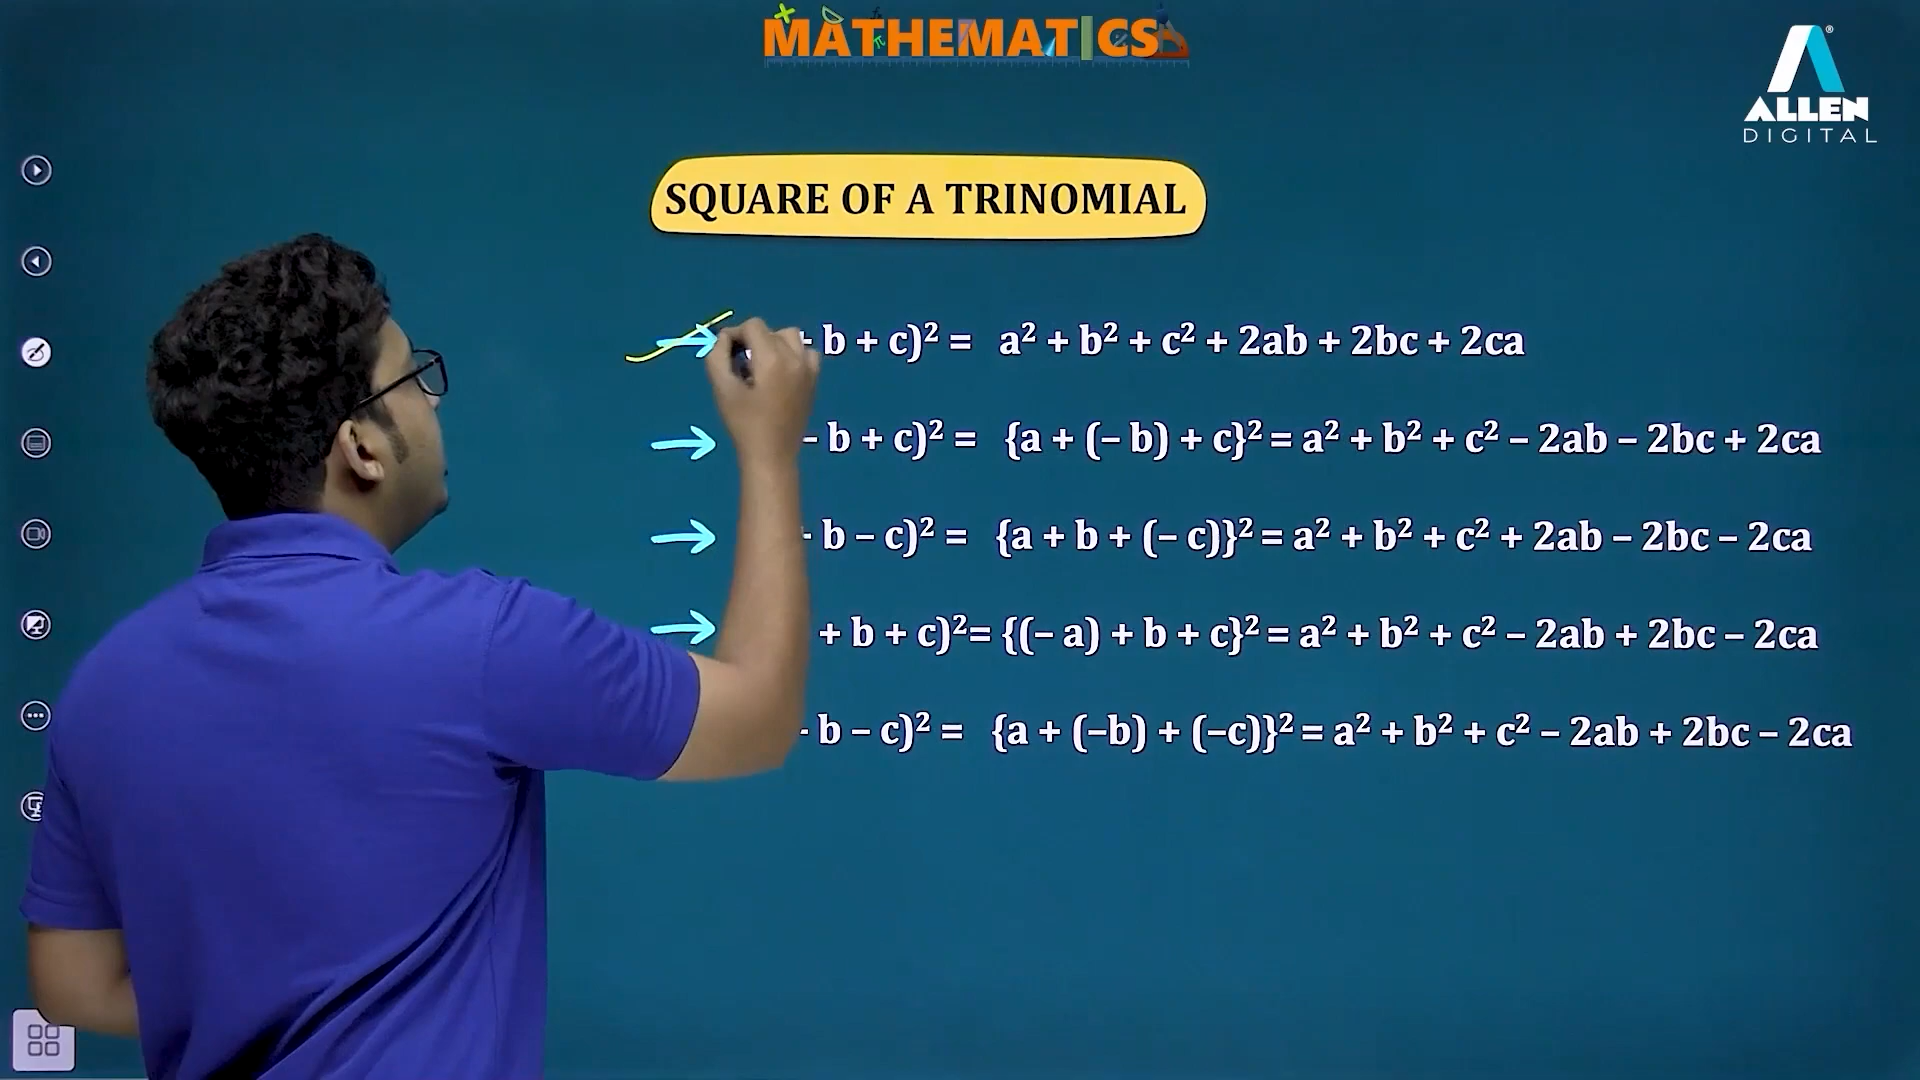 MATHEMATICS
ALLEN
DIGITAL
SQUARE OF A TRINOMIAL
b + c)² = a² + b² + c² + 2ab + 2bc + 2ca
– b + c)² = {a + (– b) + c}² = a² + b² + c² – 2ab – 2bc + 2ca
b – c)² = {a + b + (– c)}² = a² + b² + c² + 2ab – 2bc – 2ca
+ b + c)² = {(– a) + b + c}² = a² + b² + c² – 2ab + 2bc – 2ca
b – c)² = {a + (–b) + (–c)}² = a² + b² + c² – 2ab + 2bc – 2ca